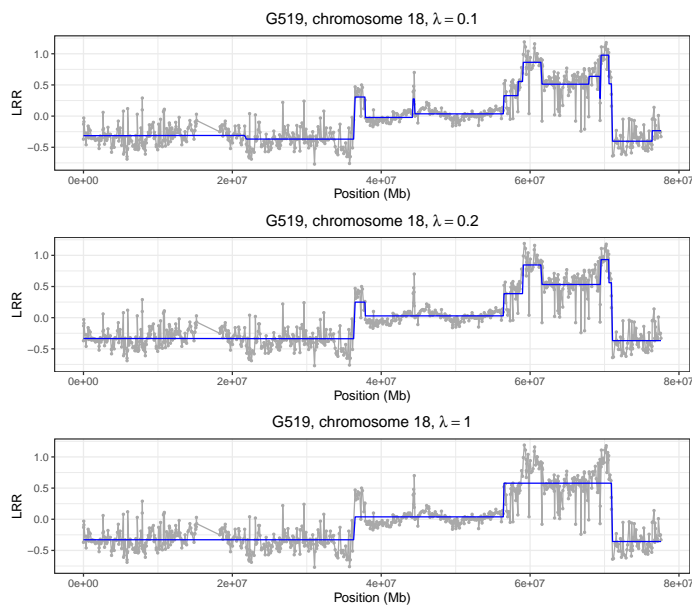 G519, chromosome 18, λ = 0.1
1.0
0.5
0.0
−0.5
LRR
0e+00 2e+07 4e+07 6e+07 8e+07
Position (Mb)
G519, chromosome 18, λ = 0.2
1.0
0.5
0.0
−0.5
LRR
0e+00 2e+07 4e+07 6e+07 8e+07
Position (Mb)
G519, chromosome 18, λ = 1
1.0
0.5
0.0
−0.5
LRR
0e+00 2e+07 4e+07 6e+07 8e+07
Position (Mb)